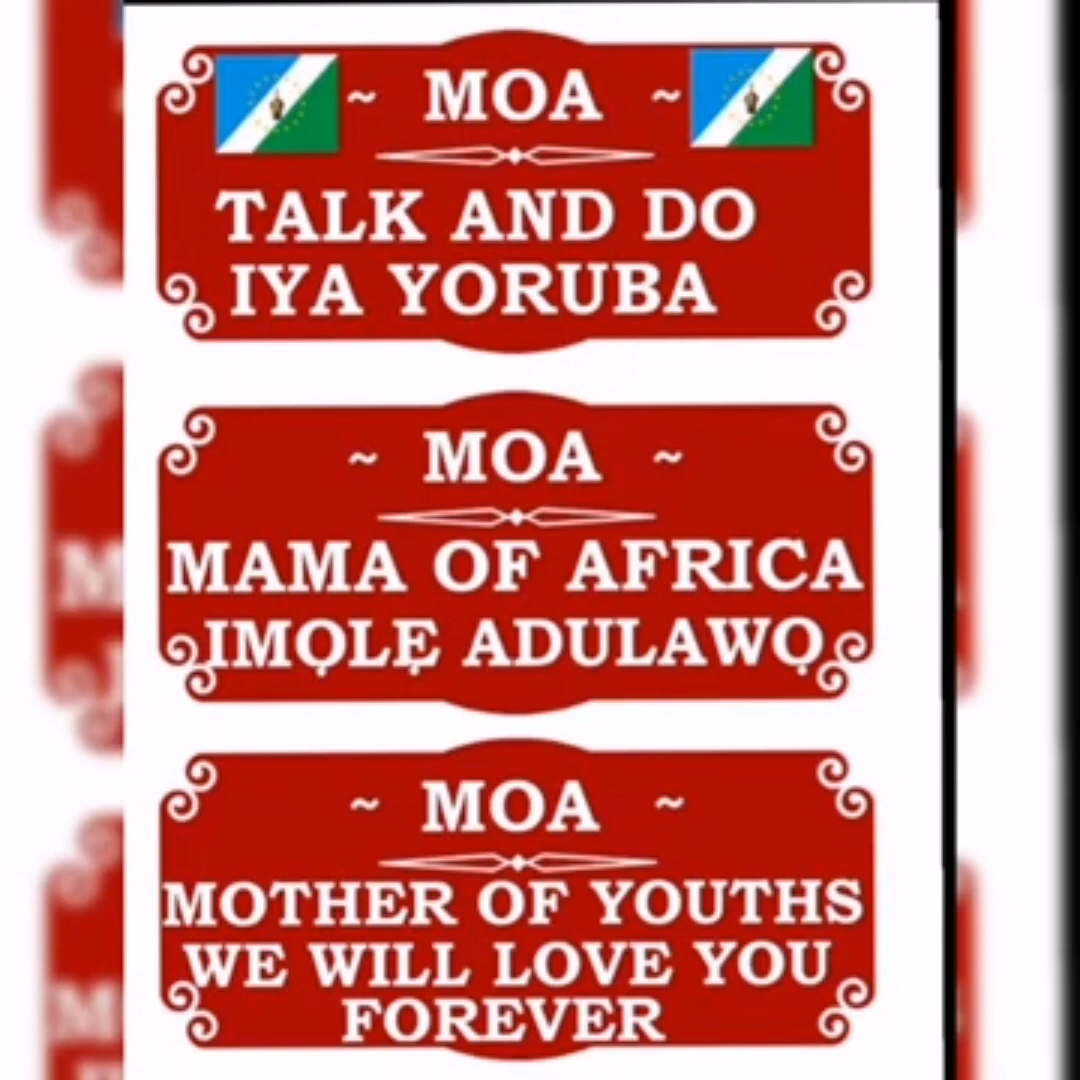 ~ MOA ~
TALK AND DO
IYA YORUBA
~ MOA ~
MAMA OF AFRICA
IMỌLẸ ADULAWỌ
~ MOA ~
MOTHER OF YOUTHS
WE WILL LOVE YOU
FOREVER